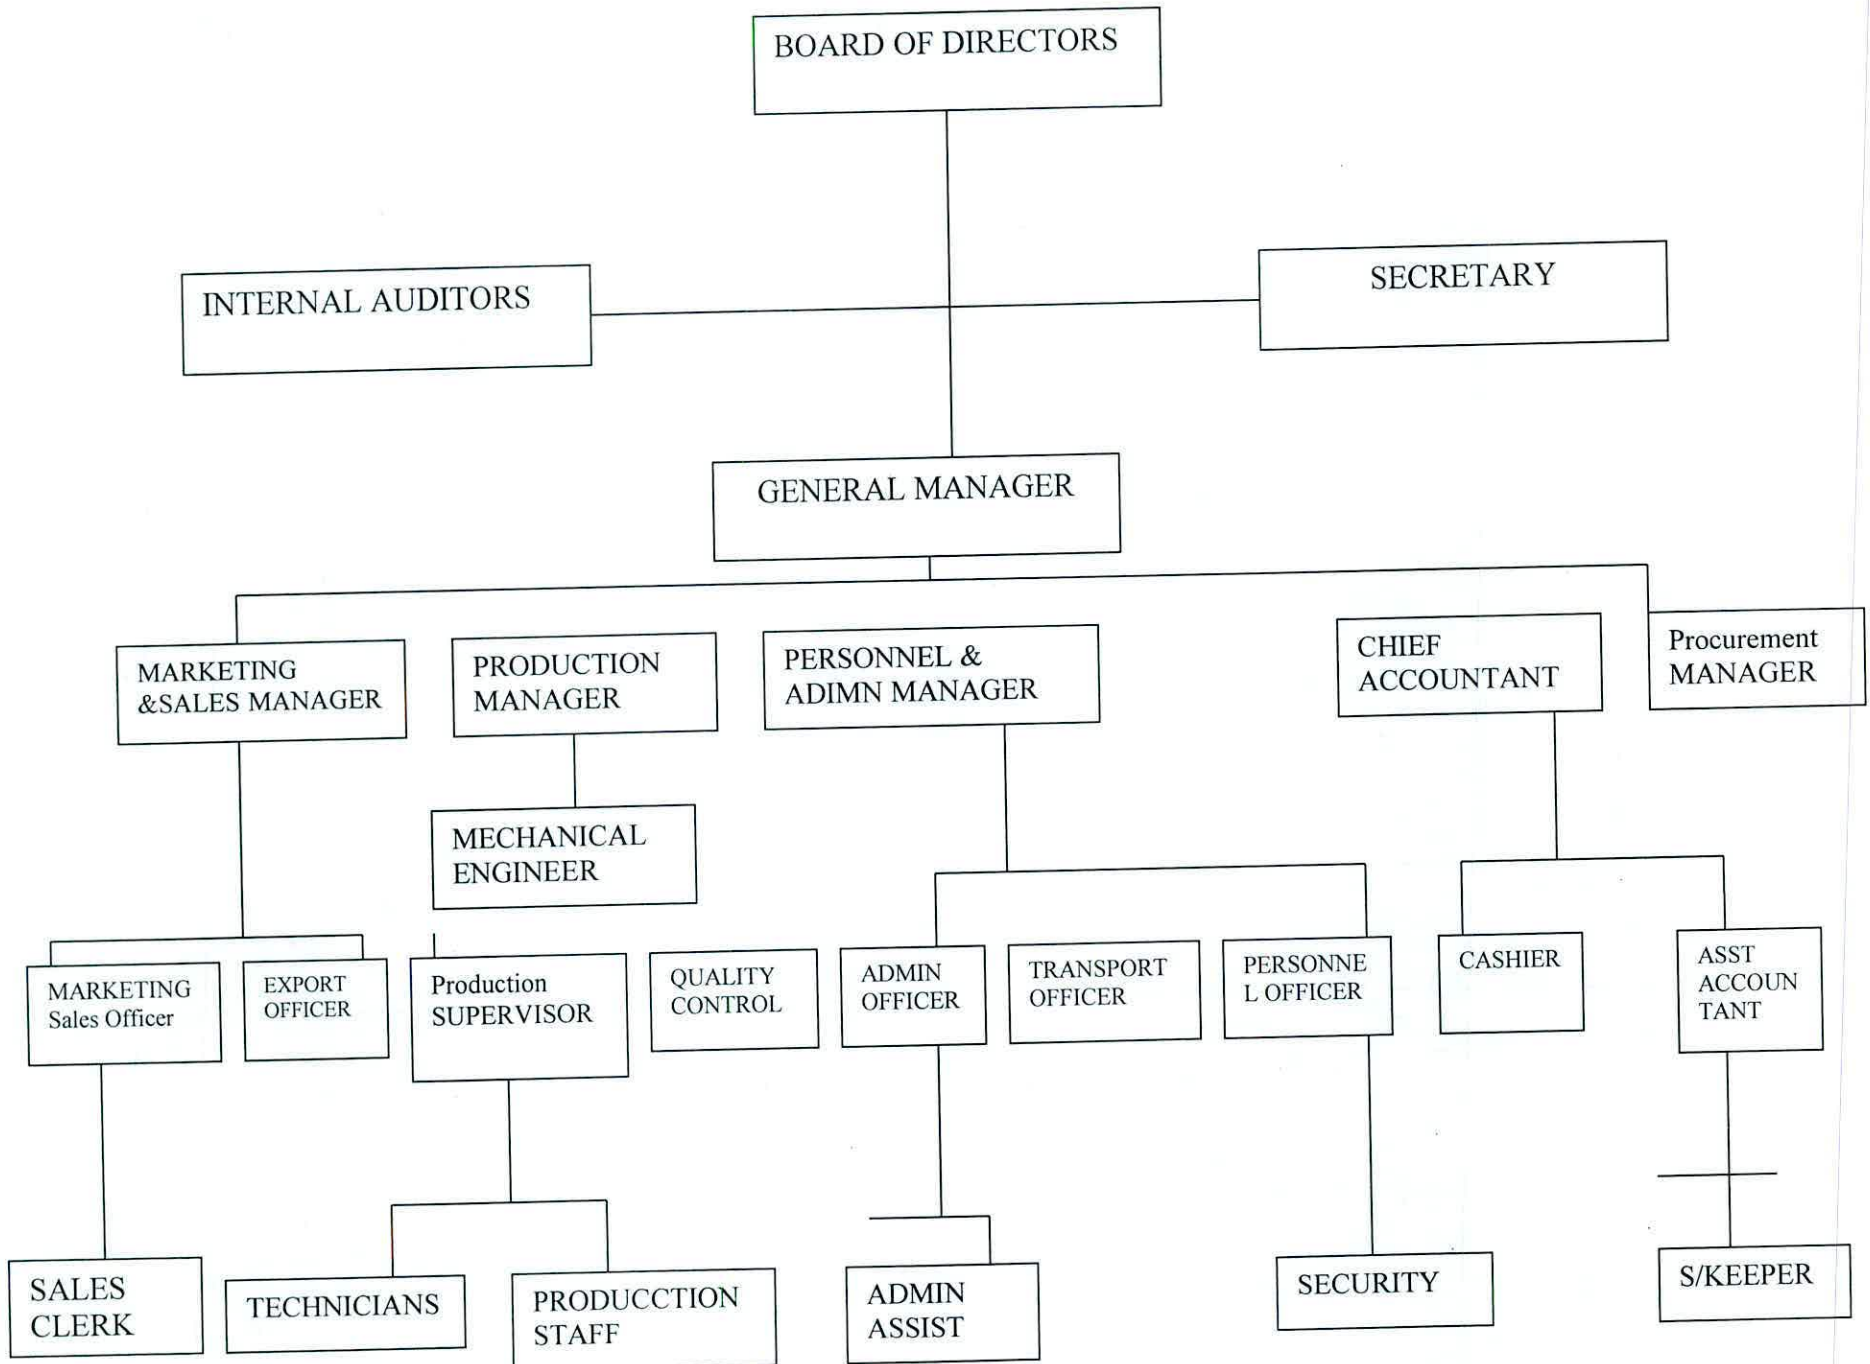 BOARD OF DIRECTORS
INTERNAL AUDITORS
SECRETARY
GENERAL MANAGER
MARKETING
&SALES MANAGER
PRODUCTION
MANAGER
PERSONNEL &
ADIMN MANAGER
CHIEF
ACCOUNTANT
Procurement
MANAGER
MECHANICAL
ENGINEER
MARKETING
Sales Officer
EXPORT
OFFICER
Production
SUPERVISOR
QUALITY
CONTROL
ADMIN
OFFICER
TRANSPORT
OFFICER
PERSONNE
L OFFICER
CASHIER
ASST
ACCOUN
TANT
SALES
CLERK
TECHNICIANS
PRODUCCTION
STAFF
ADMIN
ASSIST
SECURITY
S/KEEPER